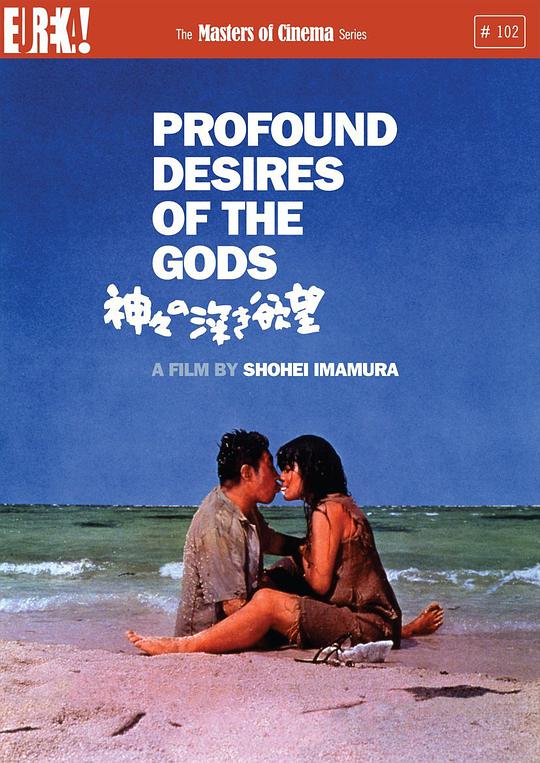 EUREKA!
The Masters of Cinema Series
# 102
PROFOUND
DESIRES
OF THE
GODS
神々の深き欲望
A FILM BY SHOHEI IMAMURA